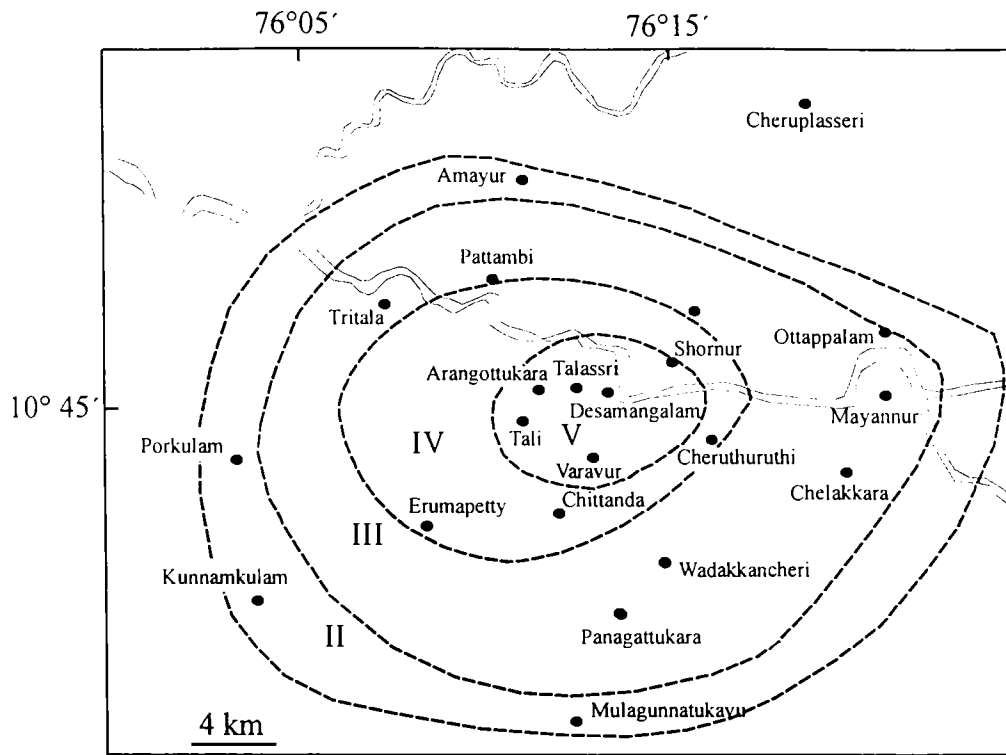 76°05′
76°15′
Cheruplasseri
Amayur
Pattambi
Tritala
Ottappalam
Shornur
Arangottukara
Talassri
10° 45′
Desamangalam
Mayannur
IV
Tali
V
Porkulam
Cheruthuruthi
Varavur
Chelakkara
Erumapetty
Chittanda
III
Kunnamkulam
Wadakkancheri
II
Panagattukara
Mulagunnatukavu
4 km